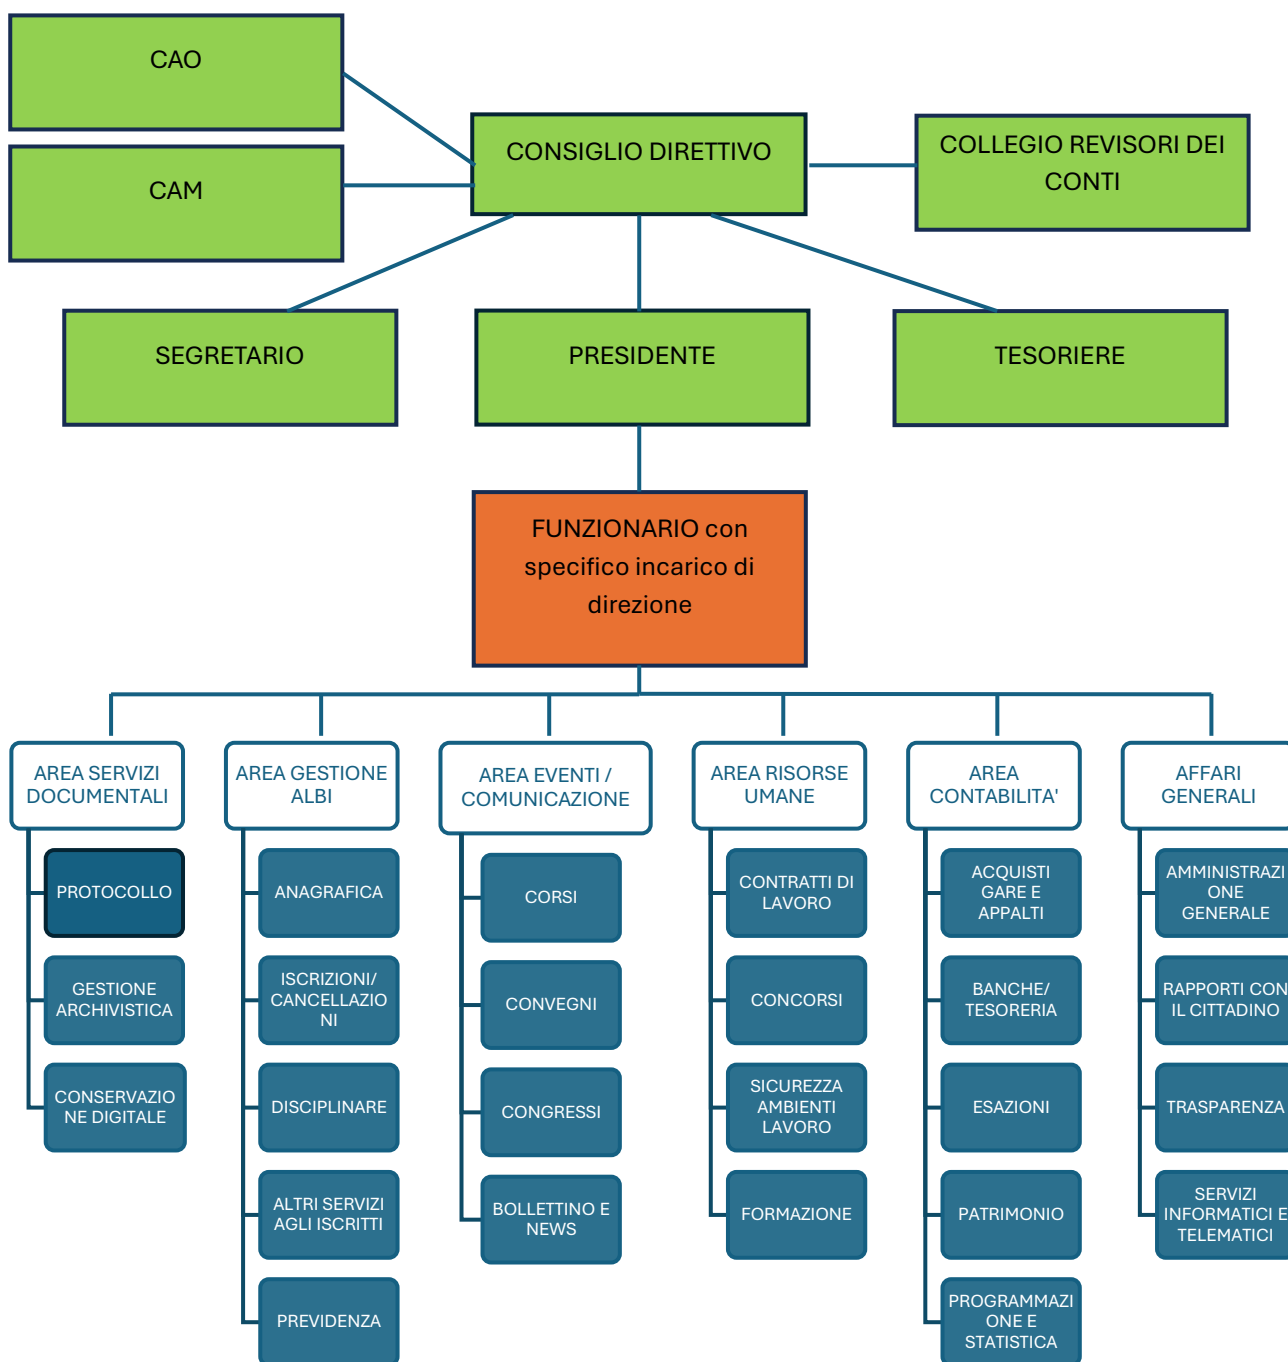 CAO
CAM
CONSIGLIO DIRETTIVO
COLLEGIO REVISORI DEI
CONTI
SEGRETARIO
PRESIDENTE
TESORIERE
FUNZIONARIO con
specifico incarico di
direzione
AREA SERVIZI
DOCUMENTALI
PROTOCOLLO
GESTIONE
ARCHIVISTICA
CONSERVAZIO
NE DIGITALE
AREA GESTIONE
ALBI
ANAGRAFICA
ISCRIZIONI/
CANCELLAZIO
NI
DISCIPLINARE
ALTRI SERVIZI
AGLI ISCRITTI
PREVIDENZA
AREA EVENTI /
COMUNICAZIONE
CORSI
CONVEGNI
CONGRESSI
BOLLETTINO E
NEWS
AREA RISORSE
UMANE
CONTRATTI DI
LAVORO
CONCORSI
SICUREZZA
AMBIENTI
LAVORO
FORMAZIONE
AREA
CONTABILITA'
ACQUISTI
GARE E
APPALTI
BANCHE/
TESORERIA
ESAZIONI
PATRIMONIO
PROGRAMMAZI
ONE E
STATISTICA
AFFARI
GENERALI
AMMINISTRAZI
ONE
GENERALE
RAPPORTI CON
IL CITTADINO
TRASPARENZA
SERVIZI
INFORMATICI E
TELEMATICI